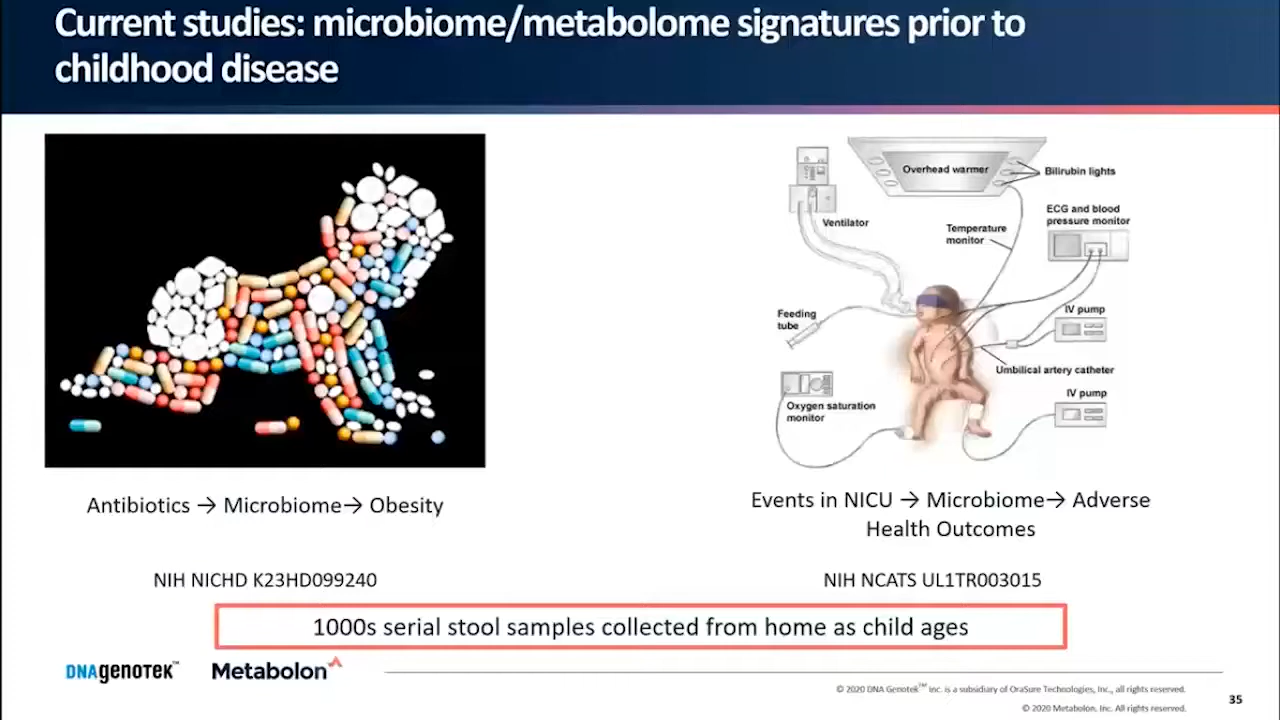 Current studies: microbiome/metabolome signatures prior to
childhood disease
Overhead warmer
Bilirubin lights
Ventilator
ECG and blood
pressure monitor
Temperature
monitor
Feeding
tube
IV pump
Umbilical artery catheter
Oxygen saturation
monitor
IV pump
Antibiotics → Microbiome→ Obesity
Events in NICU → Microbiome→ Adverse
Health Outcomes
NIH NICHD K23HD099240
NIH NCATS UL1TR003015
1000s serial stool samples collected from home as child ages
DNAgenotek™
Metabolon
© 2020 DNA Genotek™ Inc. is a subsidiary of OraSure Technologies, Inc., all rights reserved.
© 2020 Metabolon, Inc. All rights reserved.
35